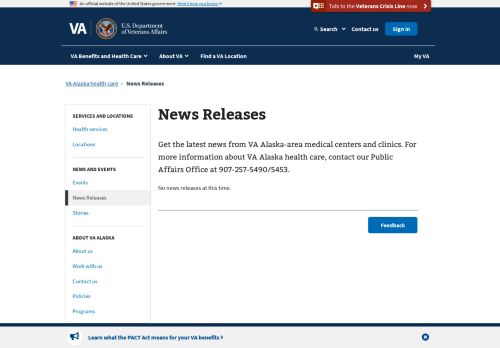 An official website of the United States government Here's how you know
Talk to the Veterans Crisis Line now
VA
U.S. Department
of Veterans Affairs
Search
Contact us
Sign in
VA Benefits and Health Care
About VA
Find a VA Location
My VA
VA Alaska health care › News Releases
SERVICES AND LOCATIONS
Health services
Locations
NEWS AND EVENTS
Events
News Releases
Stories
ABOUT VA ALASKA
About us
Work with us
Contact us
Policies
Programs
News Releases
Get the latest news from VA Alaska-area medical centers and clinics. For
more information about VA Alaska health care, contact our Public
Affairs Office at 907-257-5490/5453.
No news releases at this time.
Feedback
Learn what the PACT Act means for your VA benefits